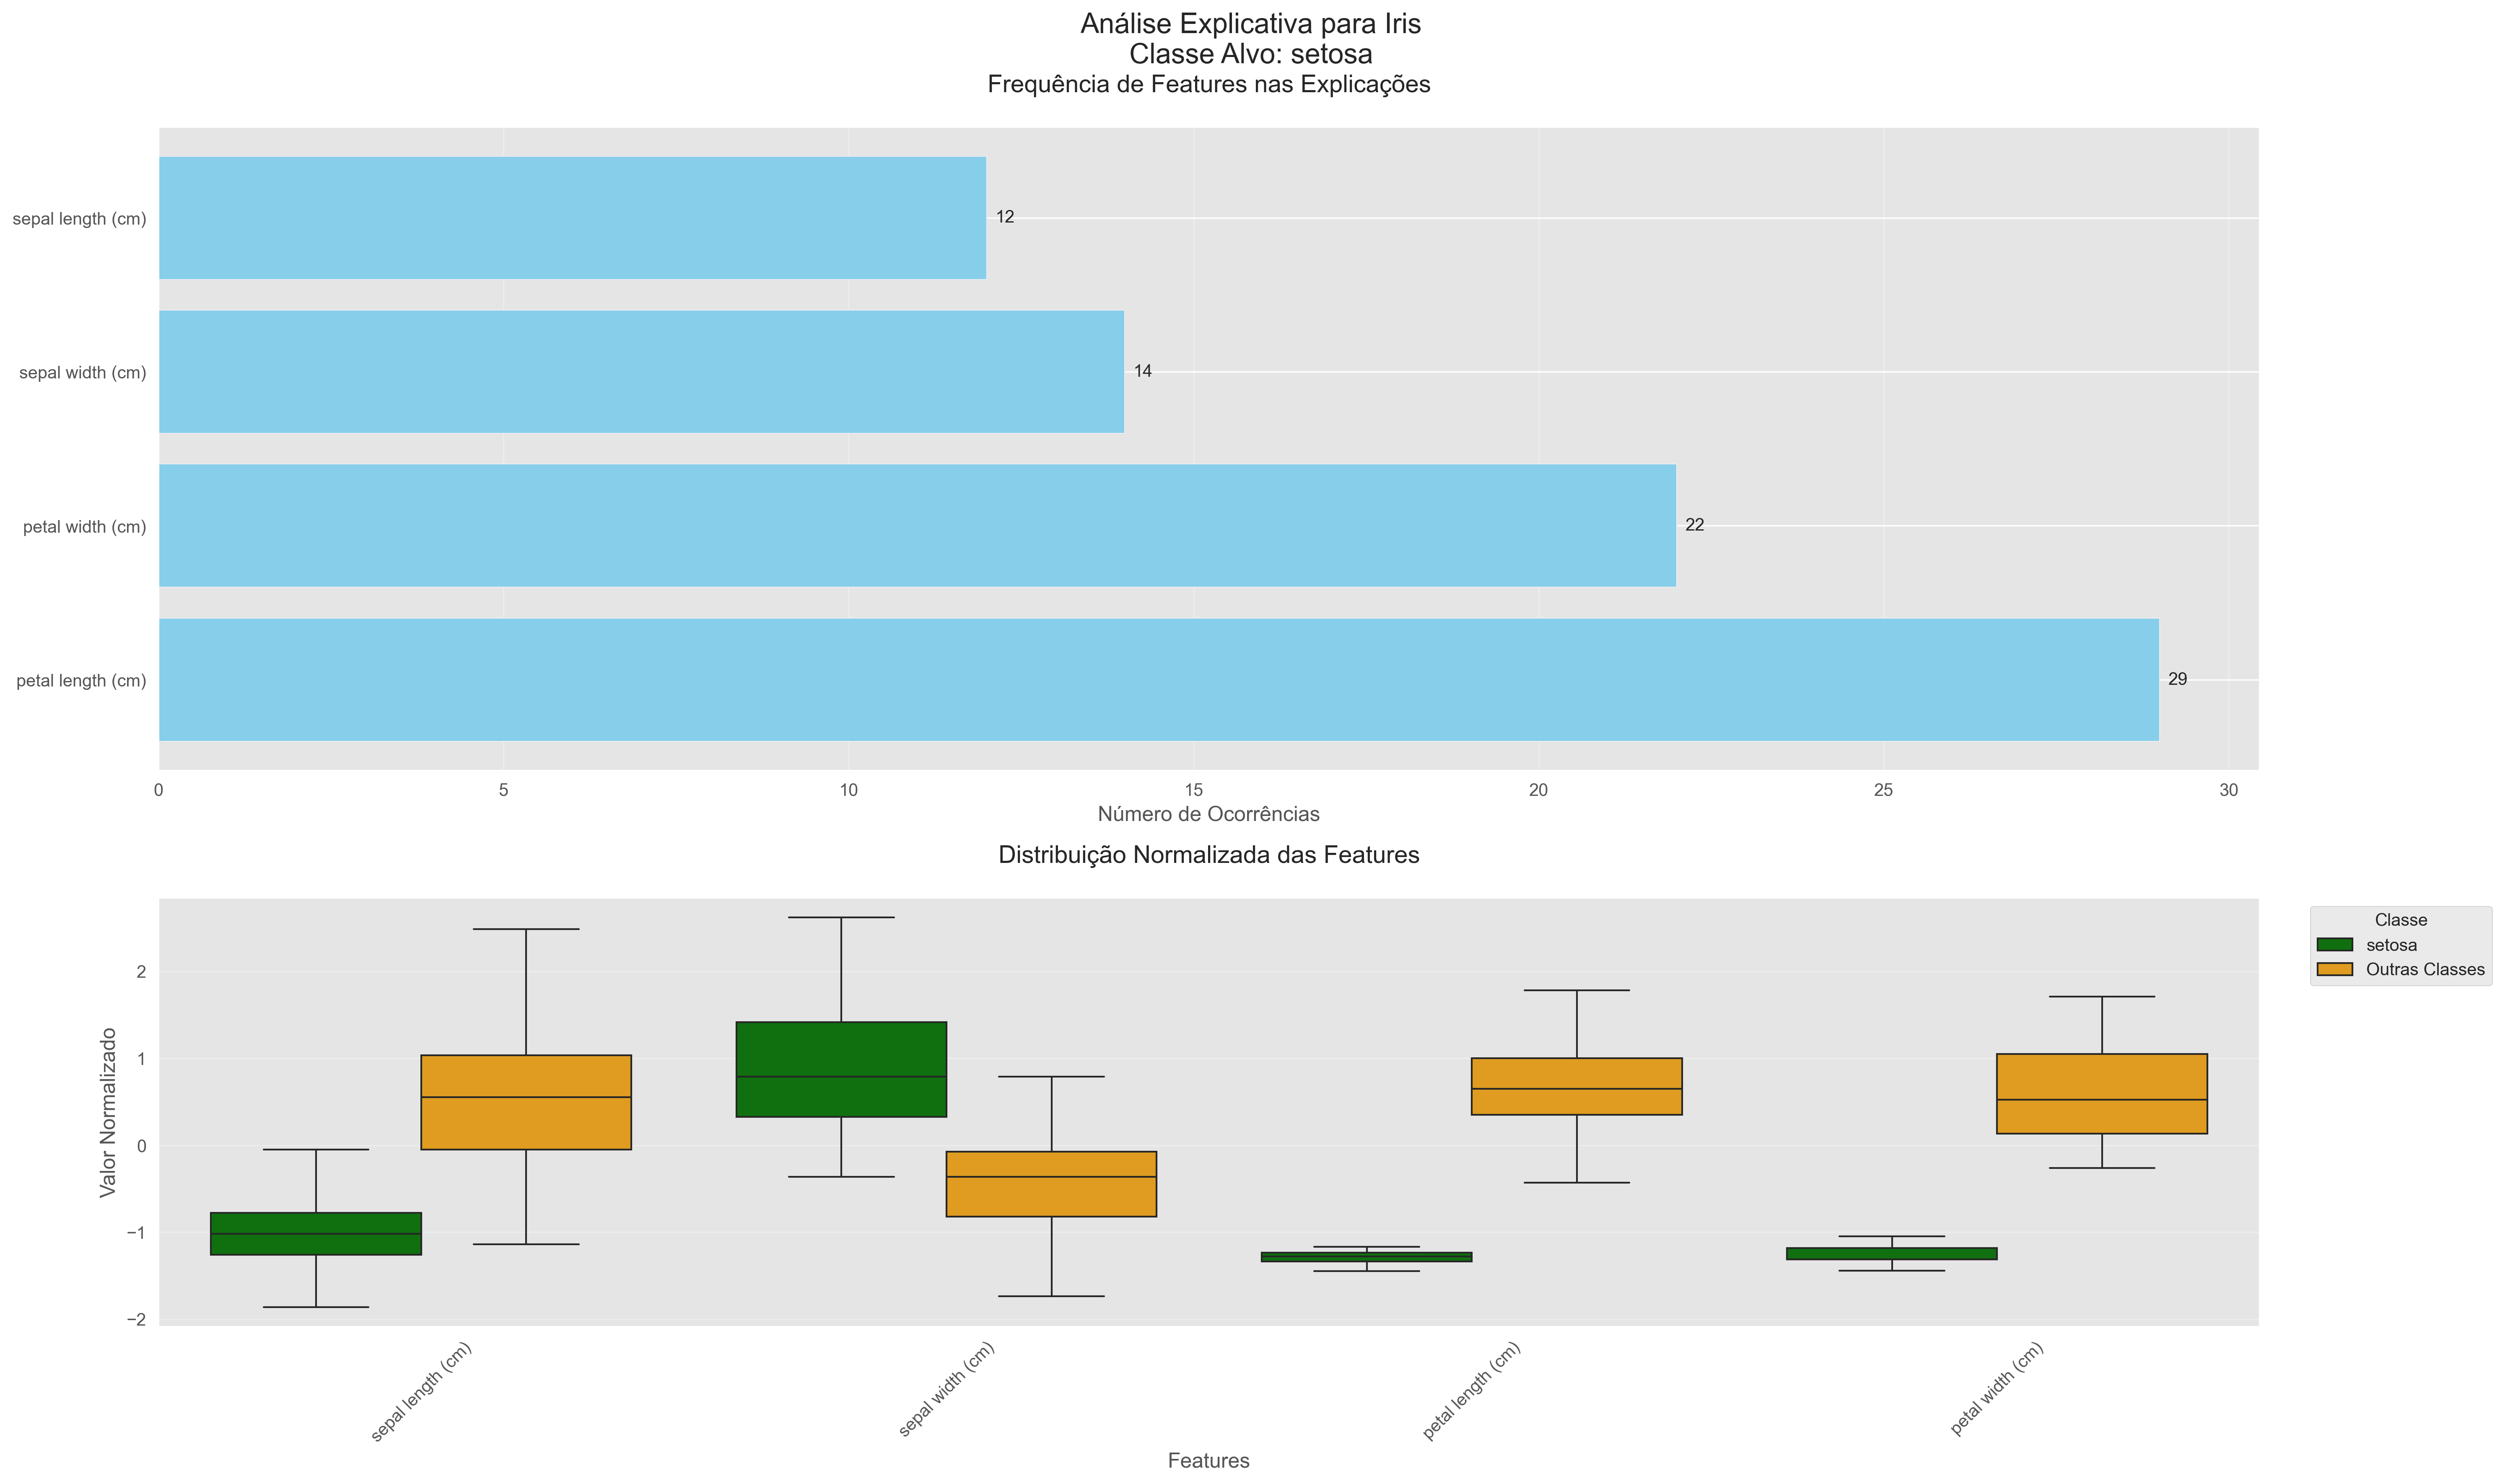 Análise Explicativa para Iris
Classe Alvo: setosa
Frequência de Features nas Explicações
sepal length (cm)
12
sepal width (cm)
14
petal width (cm)
22
petal length (cm)
29
0 5 10 15 20 25 30
Número de Ocorrências
Distribuição Normalizada das Features
Classe
setosa
Outras Classes
Valor Normalizado
2
1
0
−1
−2
sepal length (cm)
sepal width (cm)
petal length (cm)
petal width (cm)
Features